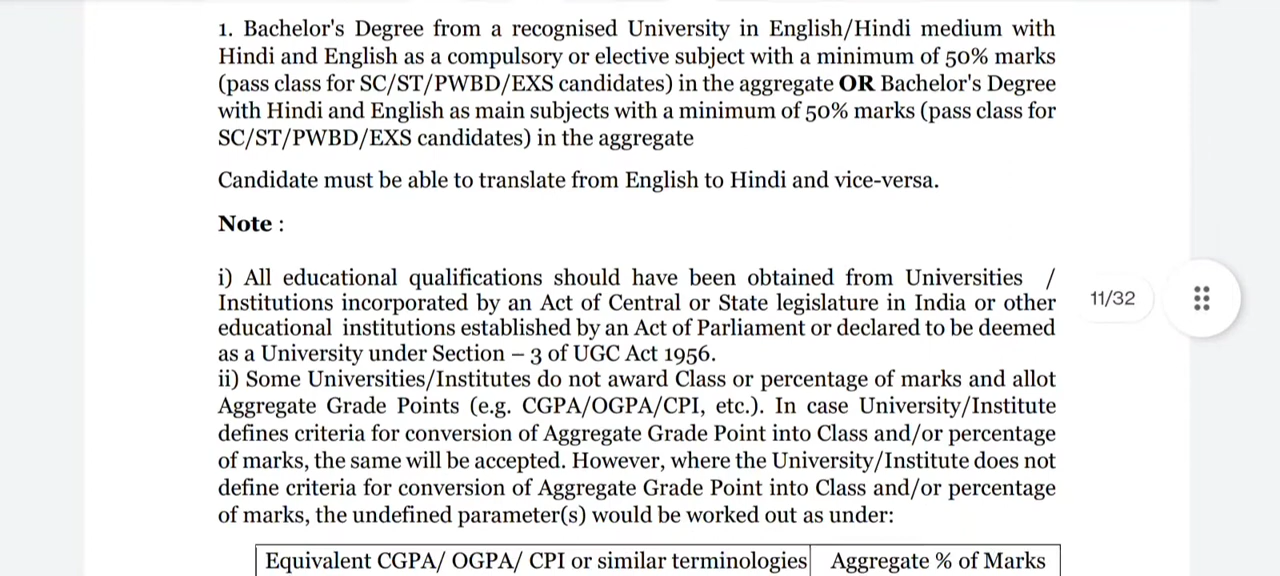 1. Bachelor's Degree from a recognised University in English/Hindi medium with
Hindi and English as a compulsory or elective subject with a minimum of 50% marks
(pass class for SC/ST/PWBD/EXS candidates) in the aggregate OR Bachelor's Degree
with Hindi and English as main subjects with a minimum of 50% marks (pass class for
SC/ST/PWBD/EXS candidates) in the aggregate
Candidate must be able to translate from English to Hindi and vice-versa.
Note :
i) All educational qualifications should have been obtained from Universities /
Institutions incorporated by an Act of Central or State legislature in India or other
educational institutions established by an Act of Parliament or declared to be deemed
as a University under Section – 3 of UGC Act 1956.
ii) Some Universities/Institutes do not award Class or percentage of marks and allot
Aggregate Grade Points (e.g. CGPA/OGPA/CPI, etc.). In case University/Institute
defines criteria for conversion of Aggregate Grade Point into Class and/or percentage
of marks, the same will be accepted. However, where the University/Institute does not
define criteria for conversion of Aggregate Grade Point into Class and/or percentage
of marks, the undefined parameter(s) would be worked out as under:
Equivalent CGPA/ OGPA/ CPI or similar terminologies Aggregate % of Marks
11/32